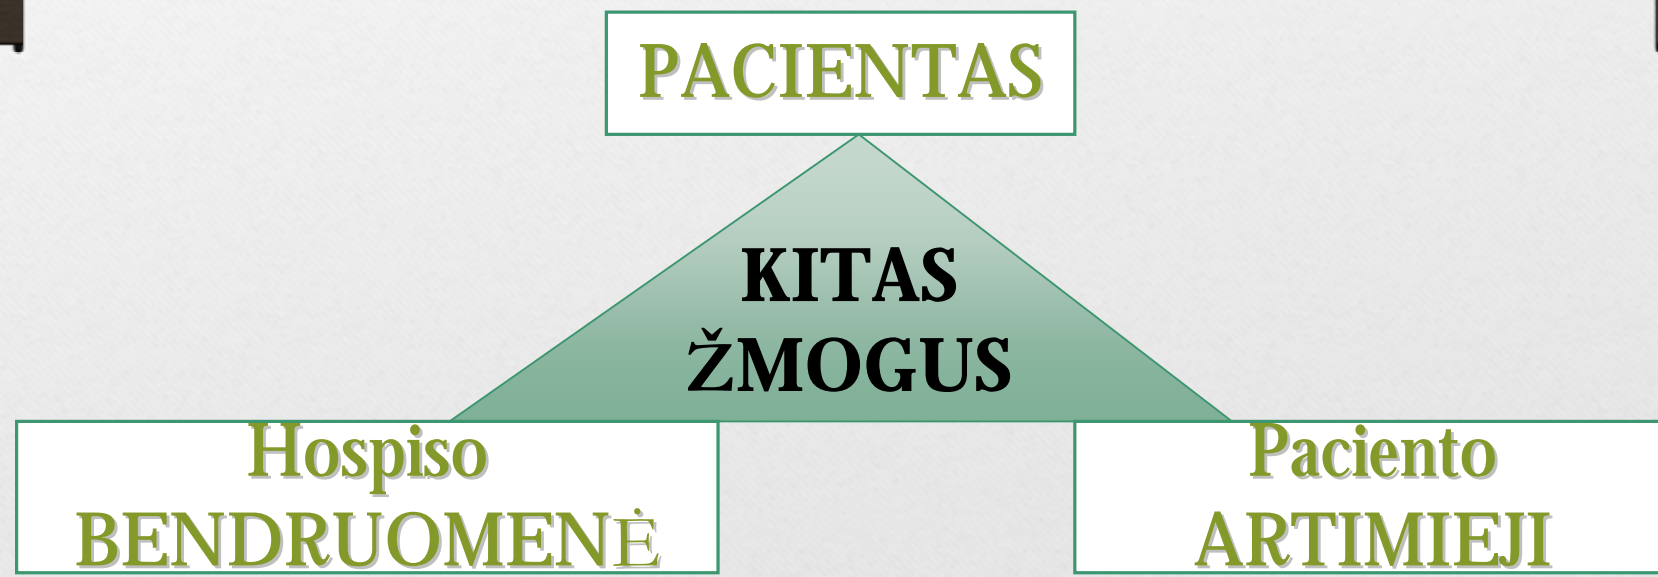 PACIENTAS
KITAS
ŽMOGUS
Hospiso
BENDRUOMENĖ
Paciento
ARTIMIEJI